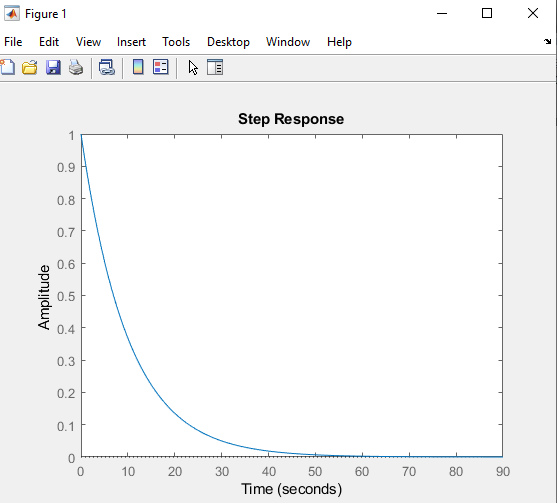 Figure 1
File Edit View Insert Tools Desktop Window Help
Step Response
1
0.9
0.8
0.7
0.6
0.5
0.4
0.3
0.2
0.1
0
Amplitude
0 10 20 30 40 50 60 70 80 90
Time (seconds)